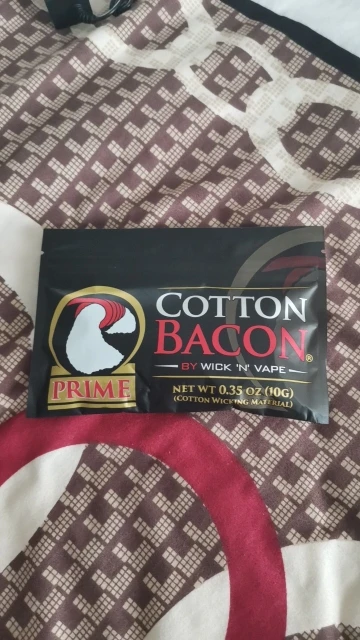 COTTON
BACON®
BY WICK 'N' VAPE
PRIME
NET WT 0.35 OZ (10G)
(COTTON WICKING MATERIAL)